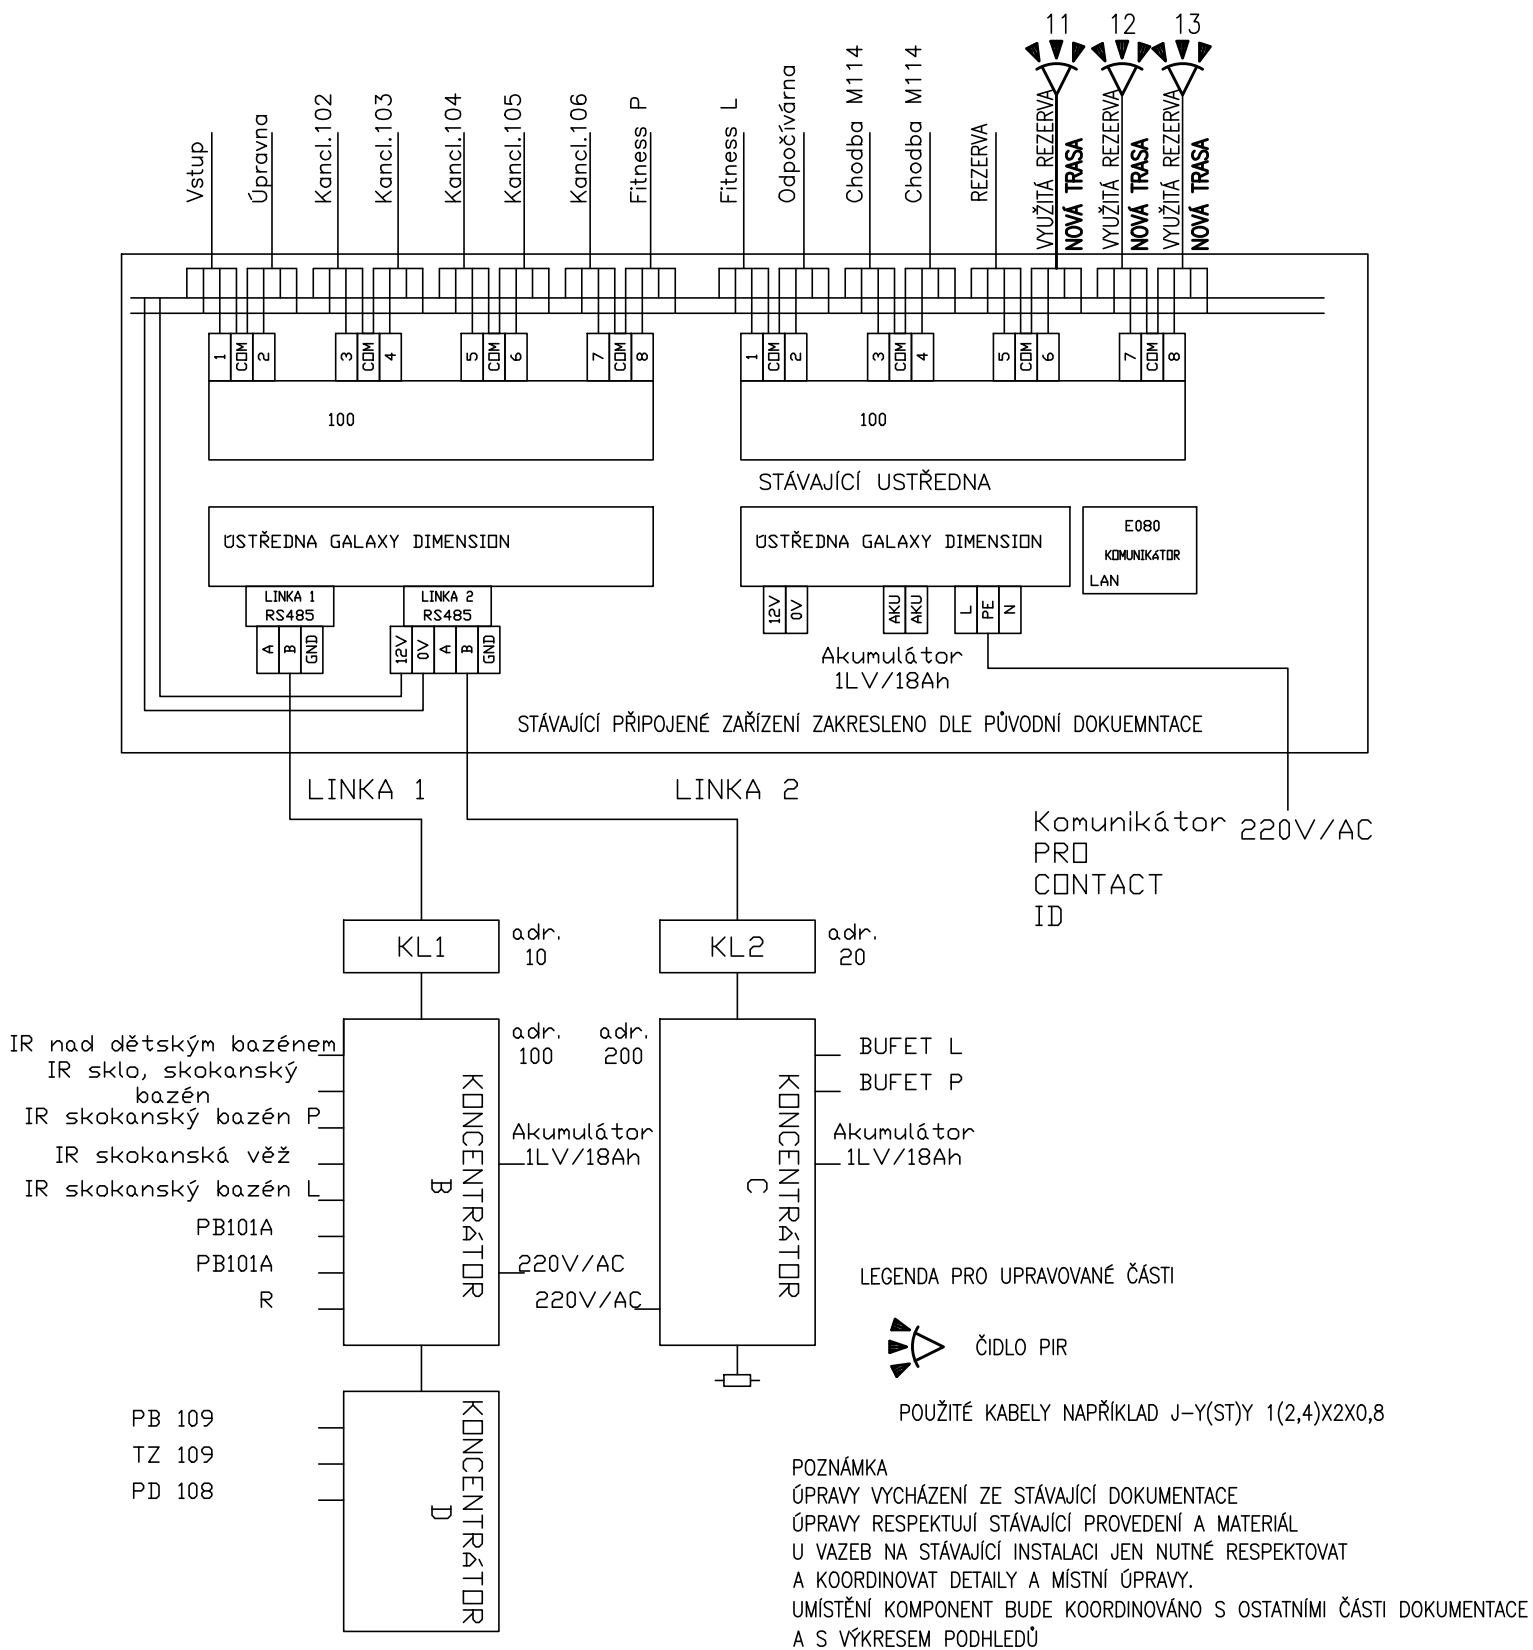 11
12
13
Vstup
Úpravna
Kancl.102
Kancl.103
Kancl.104
Kancl.105
Kancl.106
Fitness P
Fitness L
Odpočívárna
Chodba M114
Chodba M114
REZERVA
VYUŽITÁ REZERVA
NOVÁ TRASA
VYUŽITÁ REZERVA
NOVÁ TRASA
VYUŽITÁ REZERVA
NOVÁ TRASA
1
COM
2
3
COM
4
5
COM
6
7
COM
8
1
COM
2
3
COM
4
5
COM
6
7
COM
8
100
100
STÁVAJÍCÍ USTŘEDNA
ÚSTŘEDNA GALAXY DIMENSION
ÚSTŘEDNA GALAXY DIMENSION
E080
KOMUNIKáTOR
LAN
LINKA 1
RS485
LINKA 2
RS485
A
B
GND
12V
0V
A
B
GND
12V
0V
AKU
AKU
L
PE
N
Akumulátor
1LV/18Ah
STÁVAJÍCÍ PŘIPOJENÉ ZAŘÍZENÍ ZAKRESLENO DLE PŮVODNÍ DOKUEMNTACE
LINKA 1
LINKA 2
Komunikátor
PRO
CONTACT
ID
220V/AC
KL1
adr.
10
KL2
adr.
20
IR nad dětským bazénem
IR sklo, skokanský
bazén
IR skokanský bazén P
IR skokanská věž
IR skokanský bazén L
PB101A
PB101A
R
KONCENTRáTOR
B
adr.
100
Akumulátor
1LV/18Ah
220V/AC
adr.
200
220V/AC
KONCENTRáTOR
C
BUFET L
BUFET P
Akumulátor
1LV/18Ah
PB 109
TZ 109
PD 108
KONCENTRáTOR
D
LEGENDA PRO UPRAVOVANÉ ČÁSTI
ČIDLO PIR
POUŽITÉ KABELY NAPŘÍKLAD J-Y(ST)Y 1(2,4)X2X0,8
POZNÁMKA
ÚPRAVY VYCHÁZENÍ ZE STÁVAJÍCÍ DOKUMENTACE
ÚPRAVY RESPEKTUJÍ STÁVAJÍCÍ PROVEDENÍ A MATERIÁL
U VAZEB NA STÁVAJÍCÍ INSTALACI JEN NUTNÉ RESPEKTOVAT
A KOORDINOVAT DETAILY A MÍSTNÍ ÚPRAVY.
UMÍSTĚNÍ KOMPONENT BUDE KOORDINOVÁNO S OSTATNÍMI ČÁSTI DOKUMENTACE
A S VÝKRESEM PODHLEDŮ